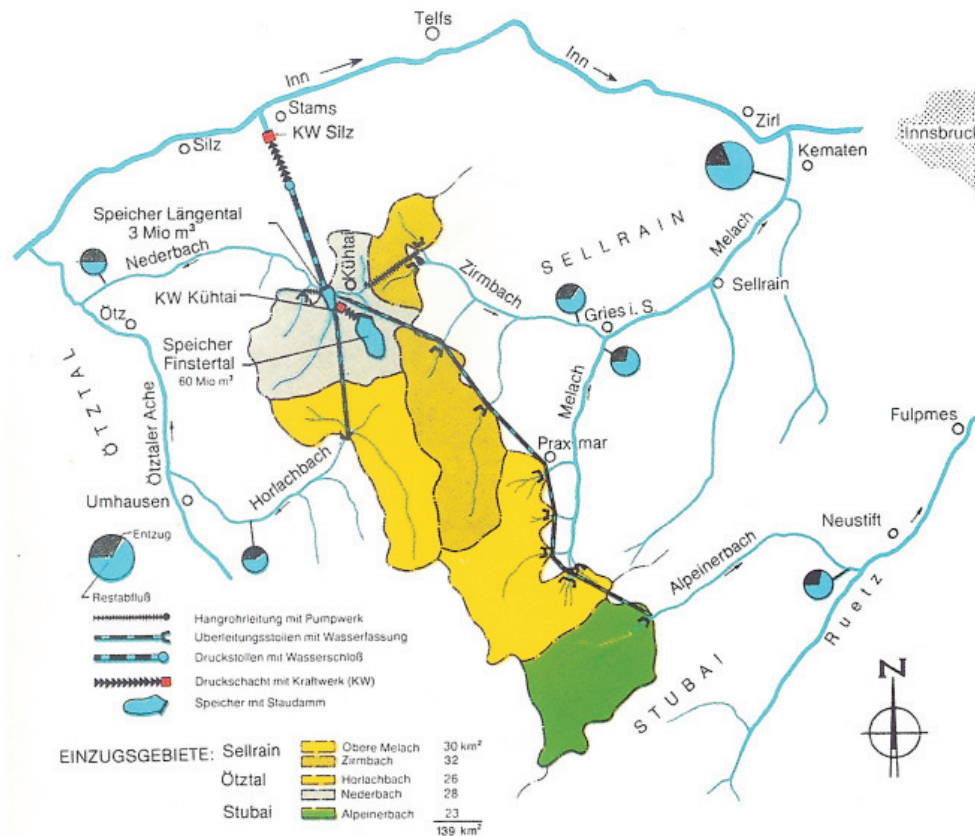 Telfs
Inn
Inn
Stams
KW Silz
Silz
Zirl
Innsbruck
Kematen
Speicher Längental
3 Mio m³
Nederbach
Kühtai
SELLRAIN
Melach
Zirmbach
Sellrain
KW Kühtai
Ötz
Gries i. S
Speicher
Finstertal
60 Mio m³
ÖTZTAL
Ötztaler Ache
Melach
Fulpmes
Praxmar
Horlachbach
Umhausen
Neustift
Entzug
Alpeinerbach
Restabfluß
Ruetz
STUBAI
N
Hangrohrleitung mit Pumpwerk
Überleitungsstollen mit Wasserfassung
Druckstollen mit Wasserschloß
Druckschacht mit Kraftwerk (KW)
Speicher mit Staudamm
EINZUGSGEBIETE: Sellrain Obere Melach 30 km²
Zirmbach 32
Ötztal Horlachbach 26
Nederbach 28
Stubai Alpeinerbach 23
139 km²